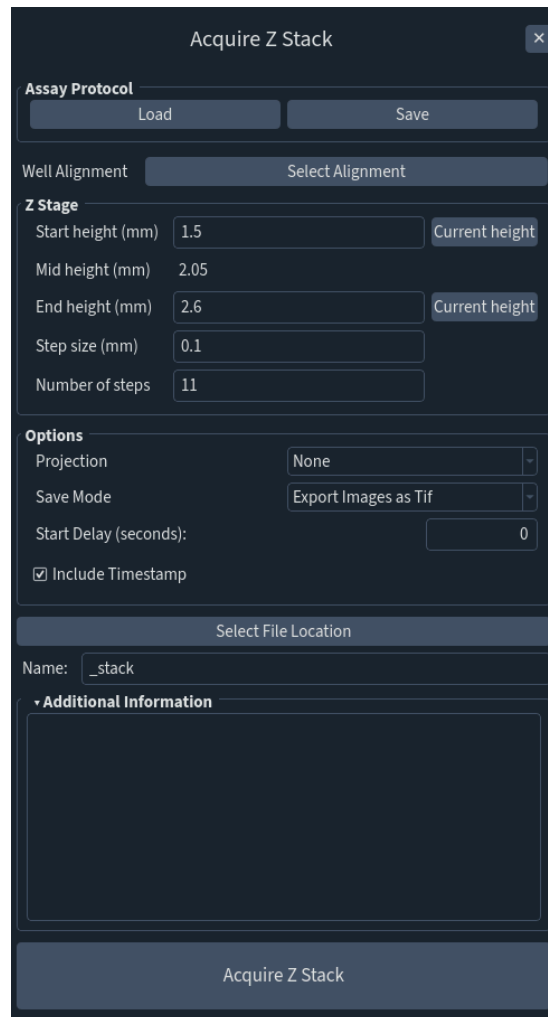 Acquire Z Stack
Assay Protocol
Load Save
Well Alignment Select Alignment
Z Stage
Start height (mm) 1.5 Current height
Mid height (mm) 2.05
End height (mm) 2.6 Current height
Step size (mm) 0.1
Number of steps 11
Options
Projection None
Save Mode Export Images as Tif
Start Delay (seconds): 0
Include Timestamp
Select File Location
Name: _stack
Additional Information
Acquire Z Stack